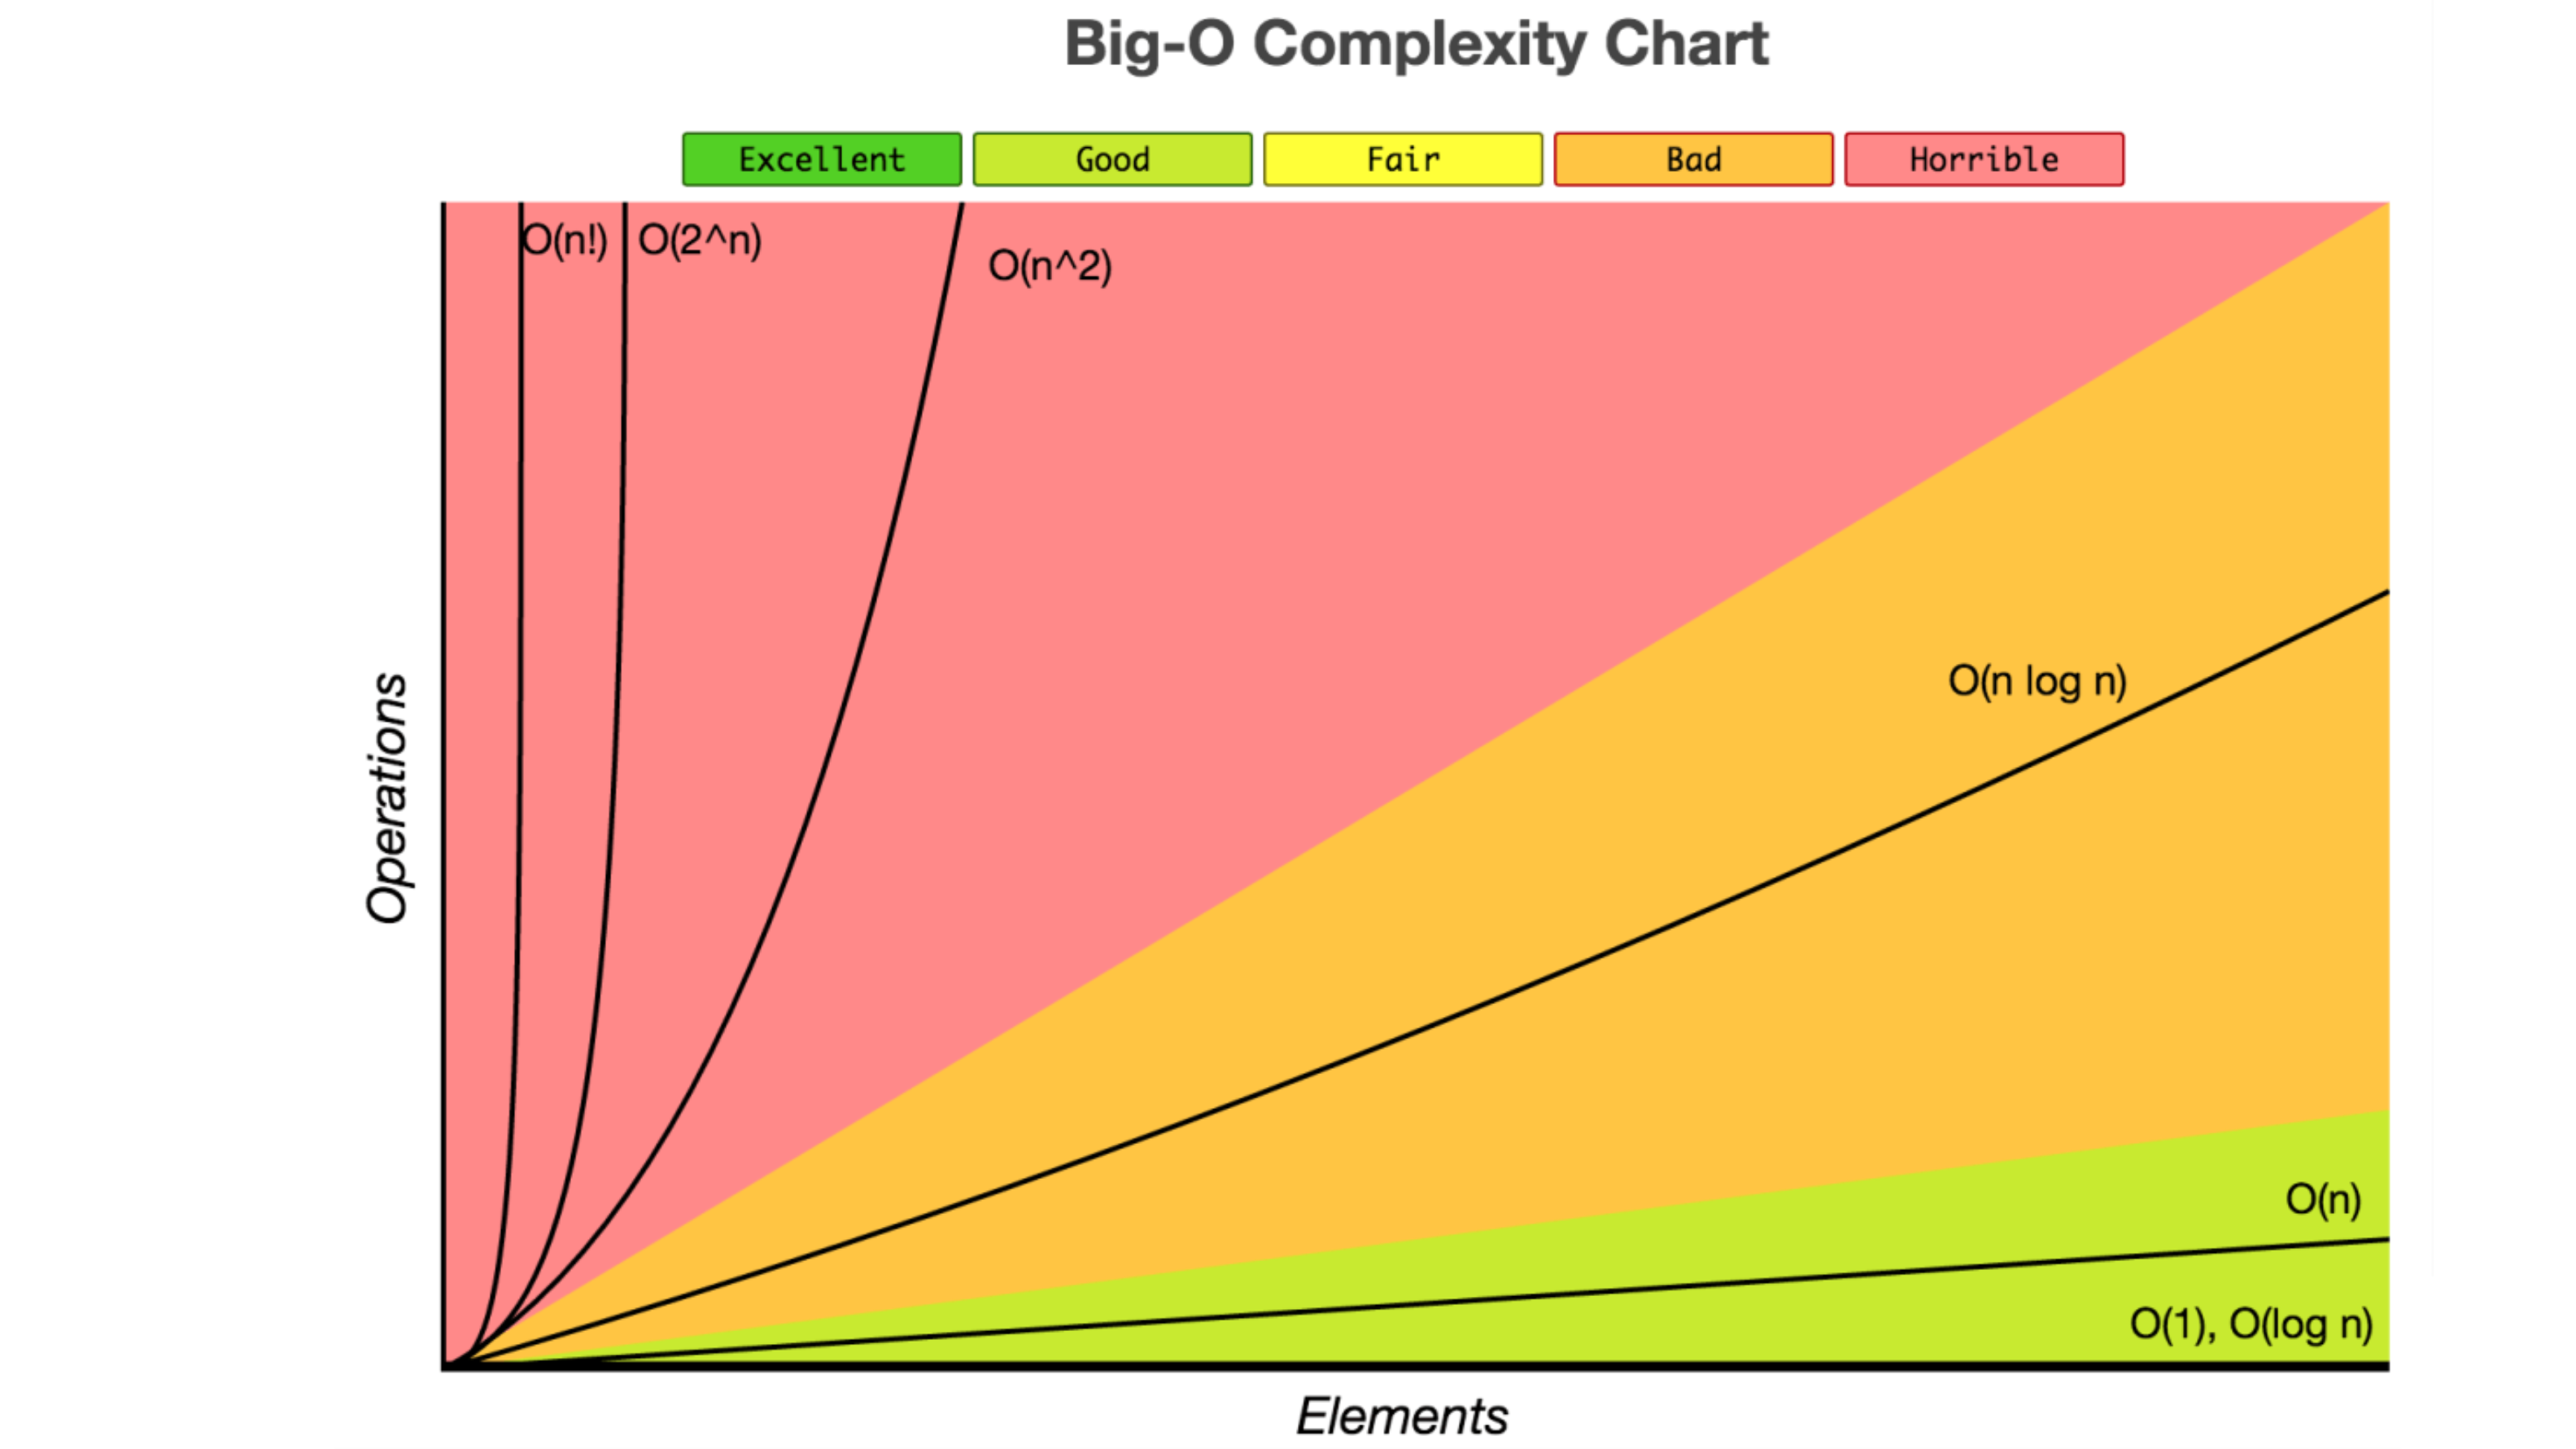 Big-O Complexity Chart
Excellent Good Fair Bad Horrible
O(n!) O(2^n)
O(n^2)
O(n log n)
Operations
O(n)
O(1), O(log n)
Elements